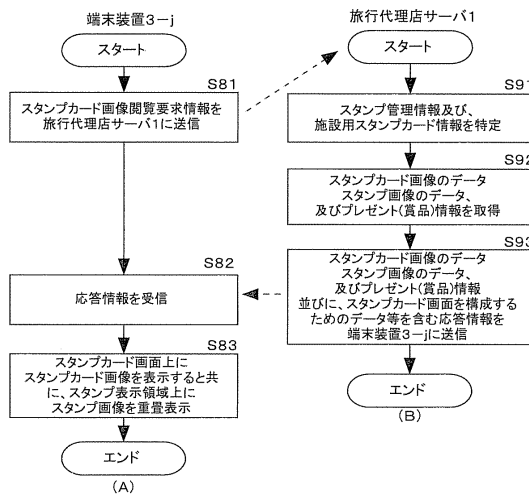 端末装置3-j
スタート
S81
スタンプカード画像閲覧要求情報を
旅行代理店サーバ1に送信
S82
応答情報を受信
S83
スタンプカード画面上に
スタンプカード画像を表示すると共
に、スタンプ表示領域上に
スタンプ画像を重畳表示
エンド
(A)
旅行代理店サーバ1
スタート
S91
スタンプ管理情報及び、
施設用スタンプカード情報を特定
S92
スタンプカード画像のデータ
スタンプ画像のデータ、
及びプレゼント(賞品)情報を取得
S93
スタンプカード画像のデータ
スタンプ画像のデータ、
及びプレゼント(賞品)情報
並びに、スタンプカード画面を構成する
ためのデータ等を含む応答情報を
端末装置3-jに送信
エンド
(B)